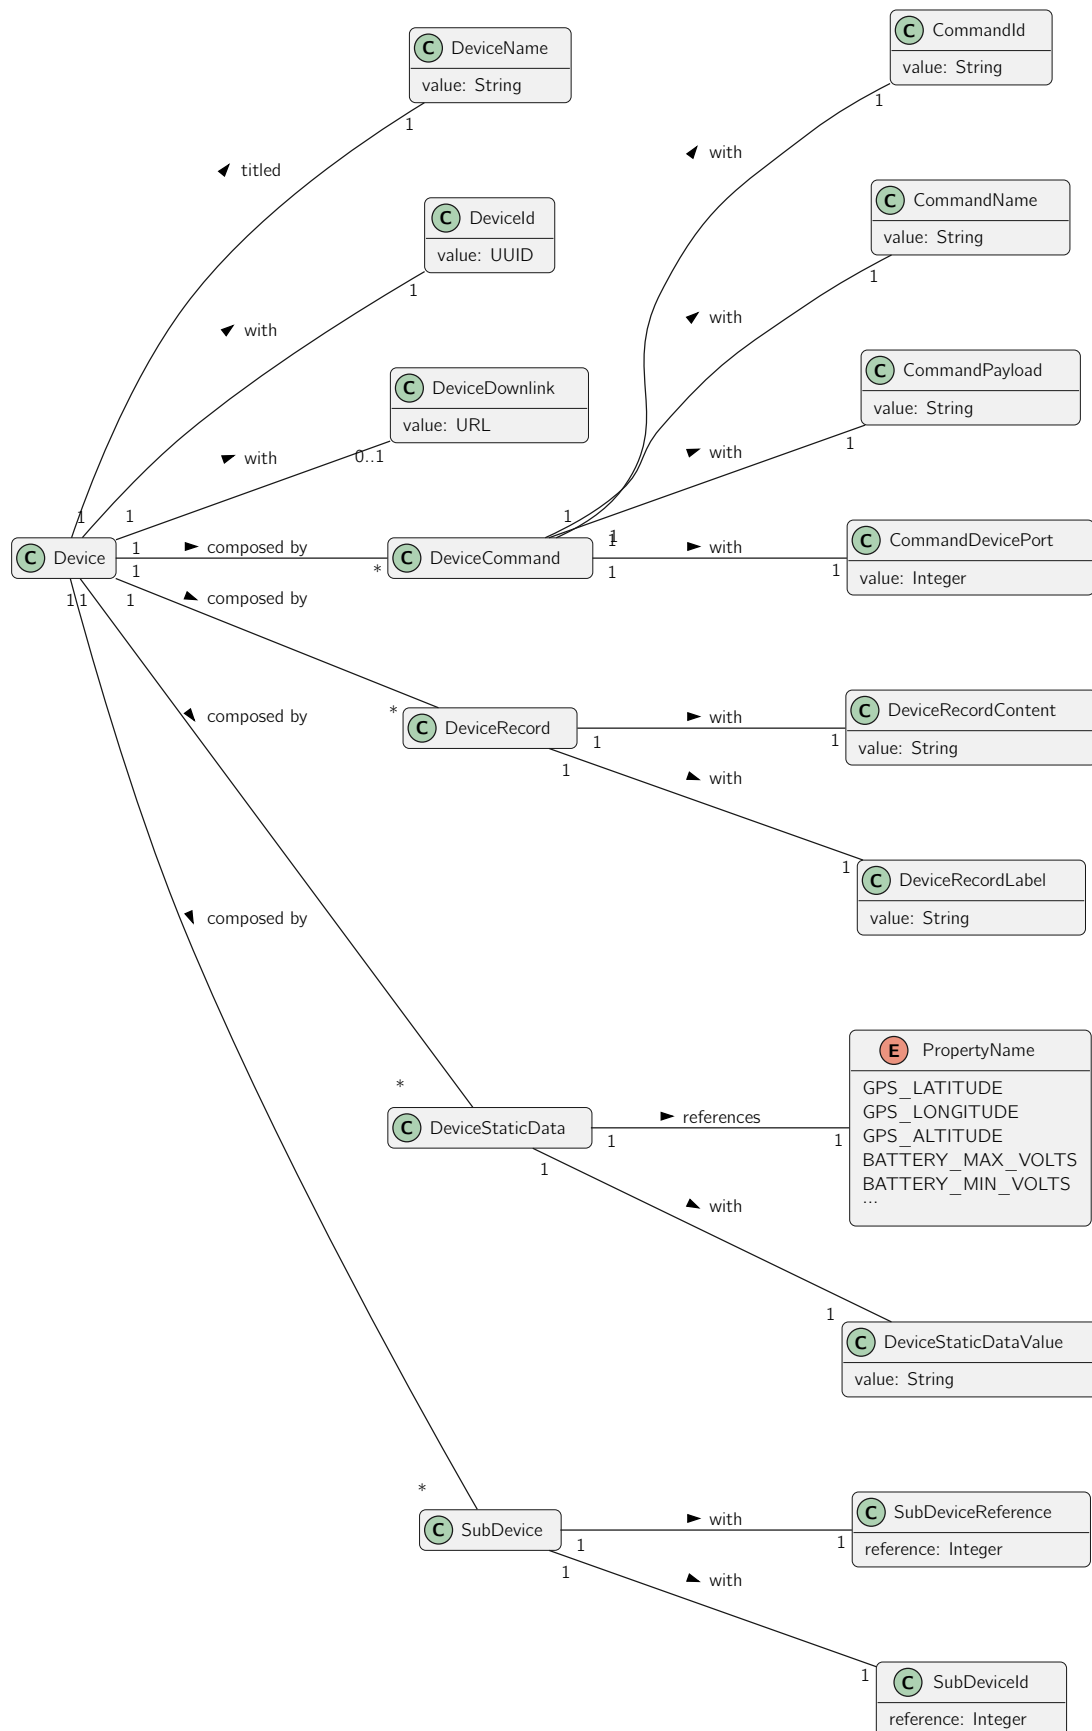 C DeviceName
value: String
1
titled
C DeviceId
value: UUID
1
with
C DeviceDownlink
value: URL
0..1
with
C CommandId
value: String
1
with
C CommandName
value: String
1
with
C CommandPayload
value: String
1
with
1
1
1
1
1
C Device
1
composed by
*
C DeviceCommand
1
1
1
with
1
C CommandDevicePort
value: Integer
1
1
1
1
composed by
*
C DeviceRecord
1
with
1
C DeviceRecordContent
value: String
1
with
1
C DeviceRecordLabel
value: String
composed by
*
C DeviceStaticData
1
references
1
E PropertyName
GPS_LATITUDE
GPS_LONGITUDE
GPS_ALTITUDE
BATTERY_MAX_VOLTS
BATTERY_MIN_VOLTS
...
1
with
1
C DeviceStaticDataValue
value: String
composed by
*
C SubDevice
1
with
1
C SubDeviceReference
reference: Integer
1
with
1
C SubDeviceId
reference: Integer